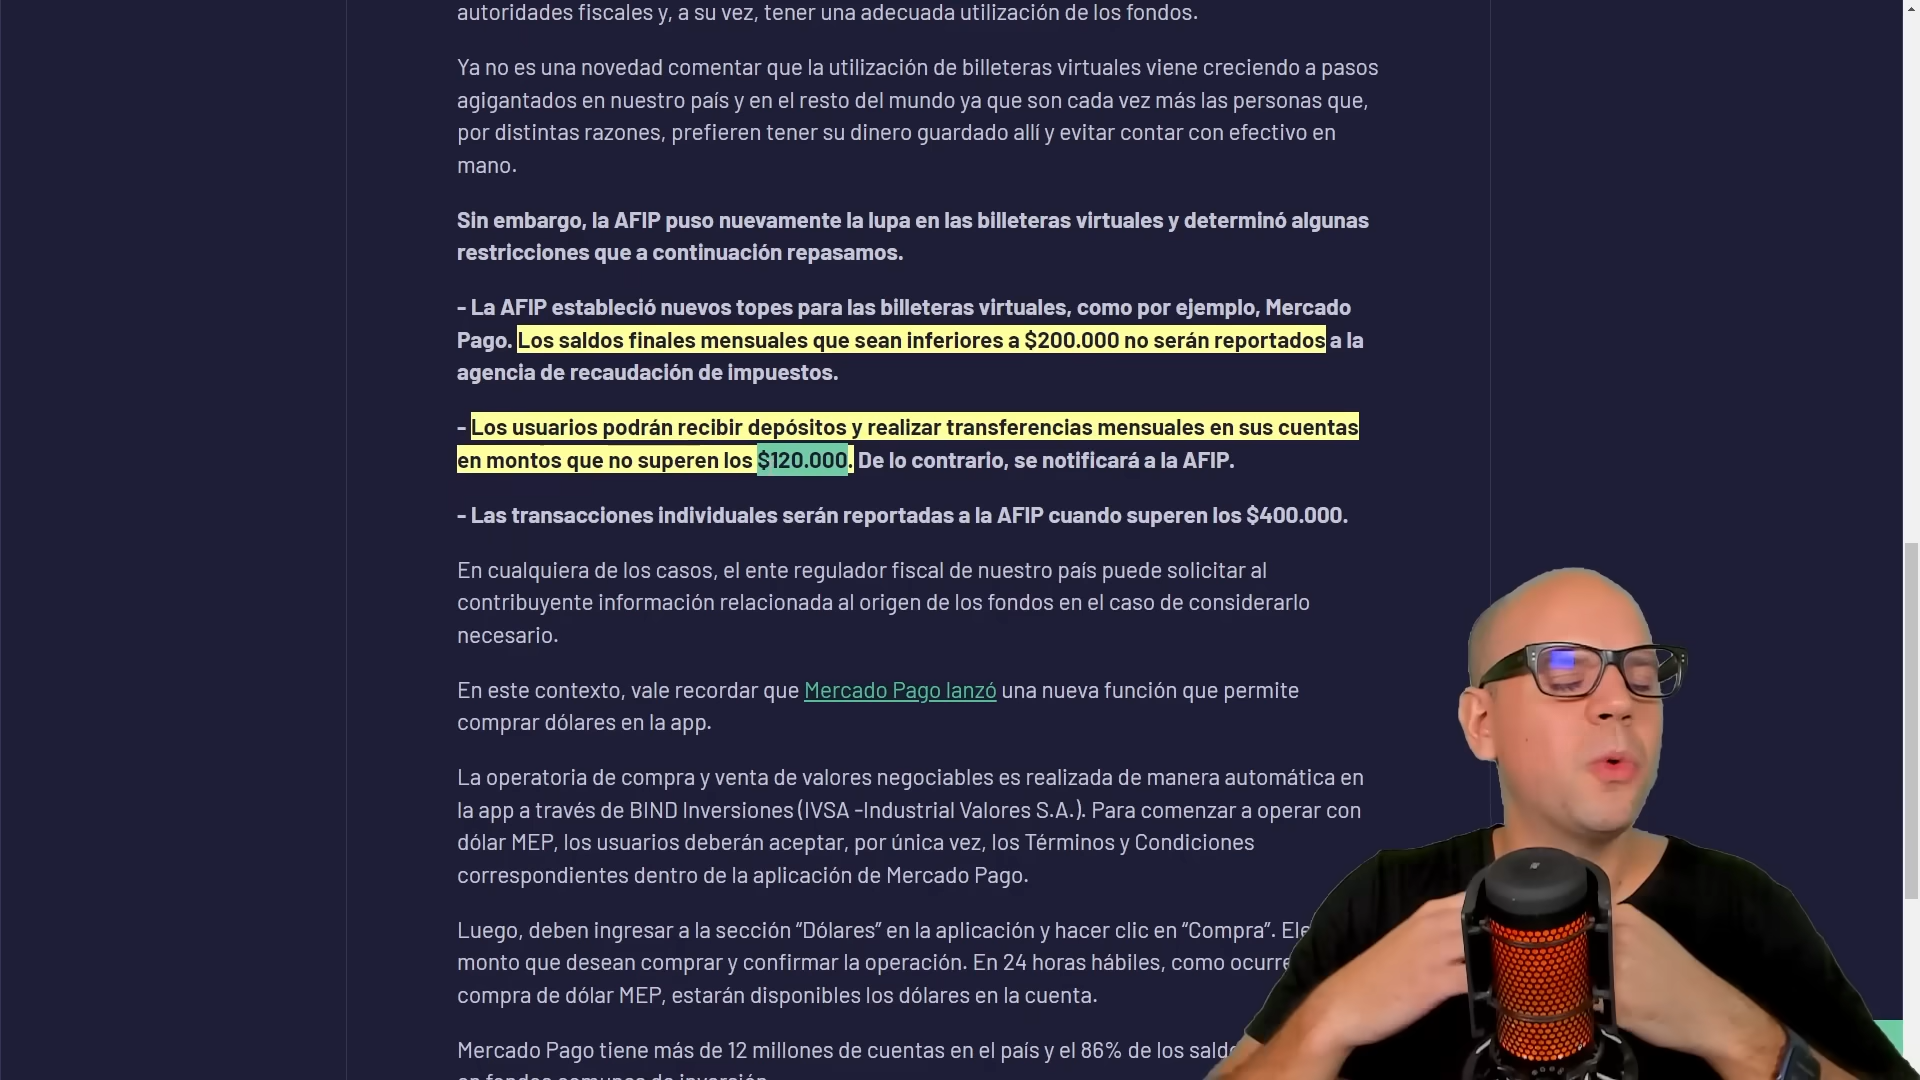 autoridades fiscales y, a su vez, tener una adecuada utilización de los fondos.
Ya no es una novedad comentar que la utilización de billeteras virtuales viene creciendo a pasos
agigantados en nuestro país y en el resto del mundo ya que son cada vez más las personas que,
por distintas razones, prefieren tener su dinero guardado allí y evitar contar con efectivo en
mano.
Sin embargo, la AFIP puso nuevamente la lupa en las billeteras virtuales y determinó algunas
restricciones que a continuación repasamos.
- La AFIP estableció nuevos topes para las billeteras virtuales, como por ejemplo, Mercado
Pago. Los saldos finales mensuales que sean inferiores a $200.000 no serán reportados a la
agencia de recaudación de impuestos.
- Los usuarios podrán recibir depósitos y realizar transferencias mensuales en sus cuentas
en montos que no superen los $120.000. De lo contrario, se notificará a la AFIP.
- Las transacciones individuales serán reportadas a la AFIP cuando superen los $400.000.
En cualquiera de los casos, el ente regulador fiscal de nuestro país puede solicitar al
contribuyente información relacionada al origen de los fondos en el caso de considerarlo
necesario.
En este contexto, vale recordar que Mercado Pago lanzó una nueva función que permite
comprar dólares en la app.
La operatoria de compra y venta de valores negociables es realizada de manera automática en
la app a través de BIND Inversiones (IVSA -Industrial Valores S.A.). Para comenzar a operar con
dólar MEP, los usuarios deberán aceptar, por única vez, los Términos y Condiciones
correspondientes dentro de la aplicación de Mercado Pago.
Luego, deben ingresar a la sección “Dólares” en la aplicación y hacer clic en “Compra”.
monto que desean comprar y confirmar la operación. En 24 horas hábiles, como
compra de dólar MEP, estarán disponibles los dólares en la cuenta.
Mercado Pago tiene más de 12 millones de cuentas en el país y el 86% de los